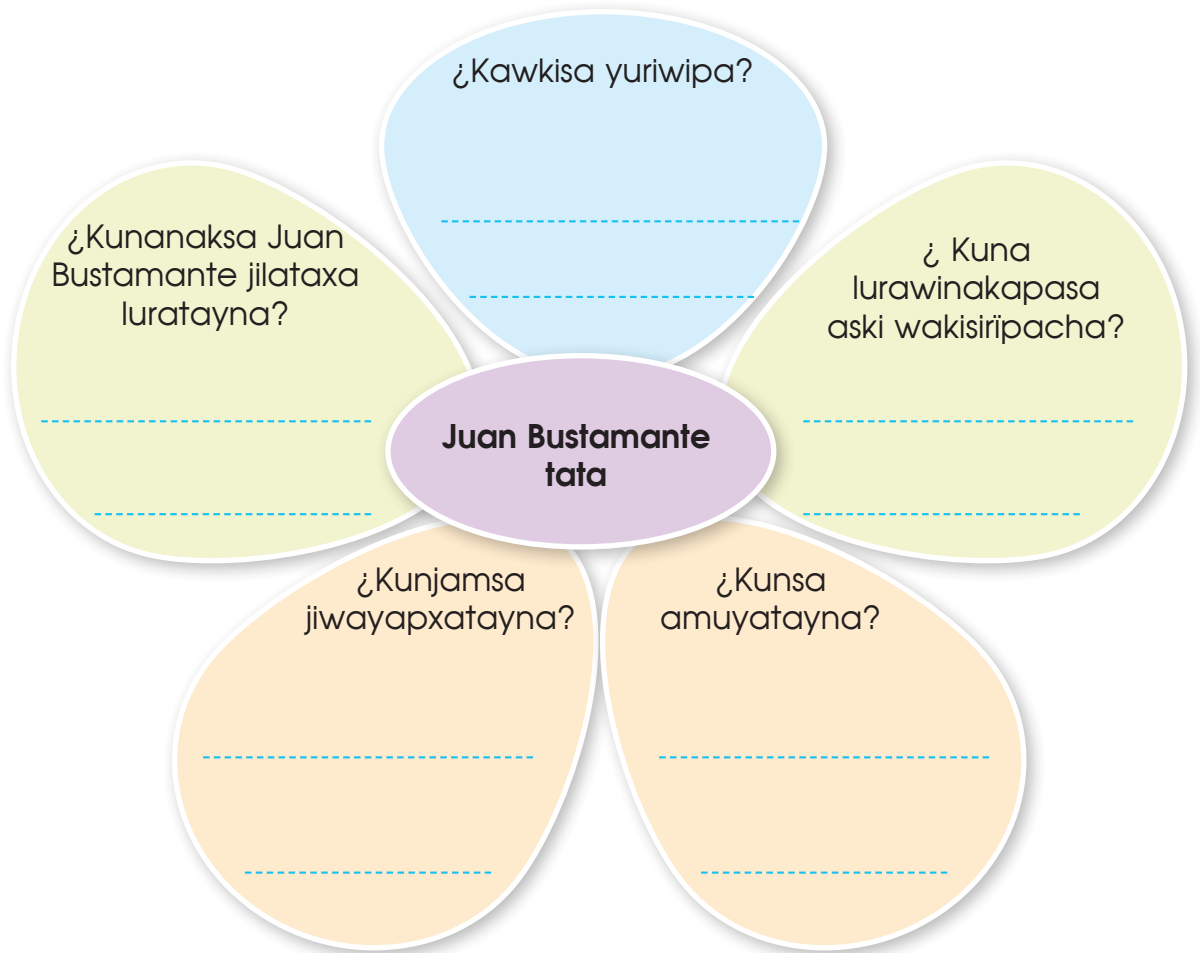 ¿Kawkisa yuriwipa?
¿Kunanaksa Juan
Bustamante jilataxa
luratayna?
¿ Kuna
lurawinakapasa
aski wakisirïpacha?
Juan Bustamante
tata
¿Kunjamsa
jiwayapxatayna?
¿Kunsa
amuyatayna?